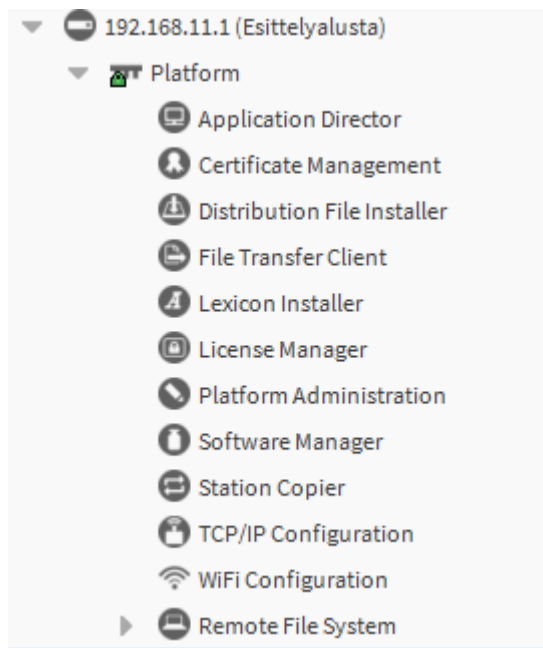 192.168.11.1 (Esittelyalusta)
Platform
Application Director
Certificate Management
Distribution File Installer
File Transfer Client
Lexicon Installer
License Manager
Platform Administration
Software Manager
Station Copier
TCP/IP Configuration
WiFi Configuration
Remote File System